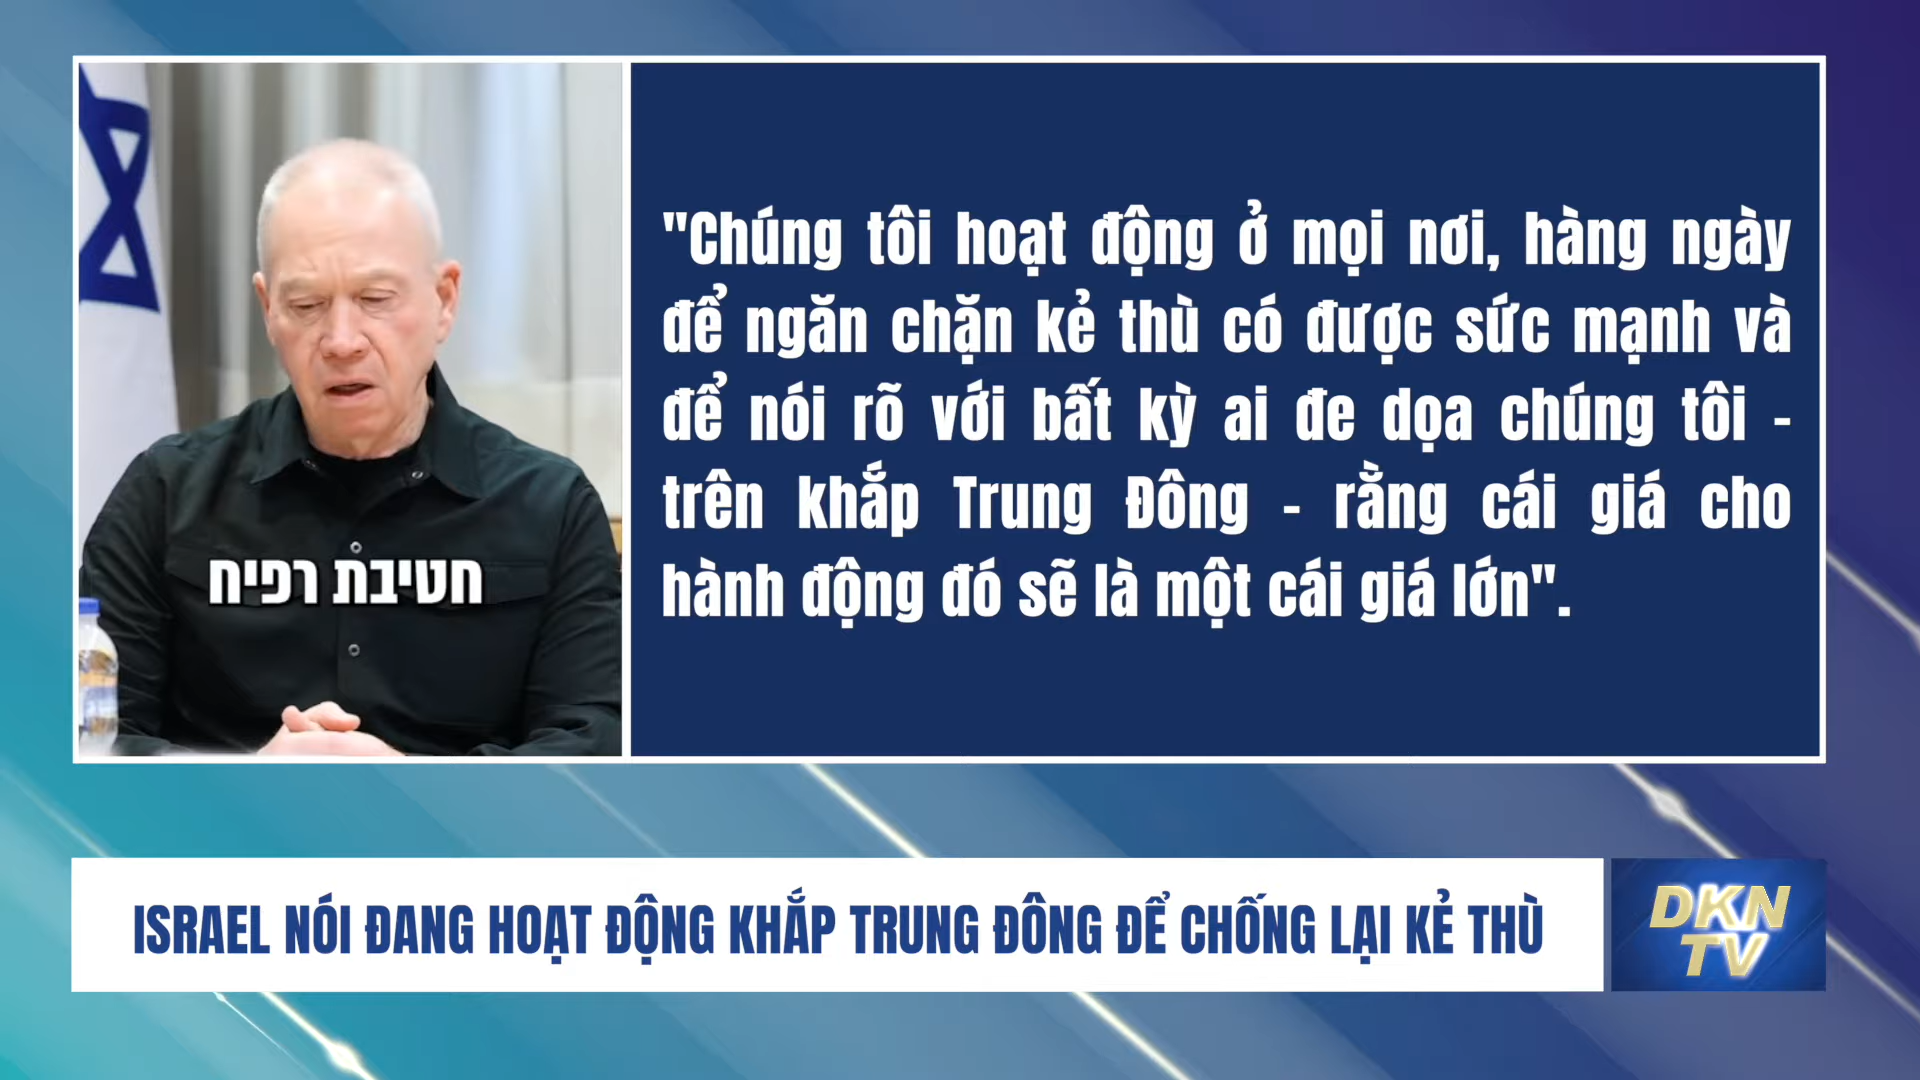 "Chúng tôi hoạt động ở mọi nơi, hàng ngày
để ngăn chặn kẻ thù có được sức mạnh và
để nói rõ với bất kỳ ai đe dọa chúng tôi -
trên khắp Trung Đông - rằng cái giá cho
hành động đó sẽ là một cái giá lớn".
חטיבת רפיח
ISRAEL NÓI ĐANG HOẠT ĐỘNG KHẮP TRUNG ĐÔNG ĐỂ CHỐNG LẠI KẺ THÙ
DKN
TV